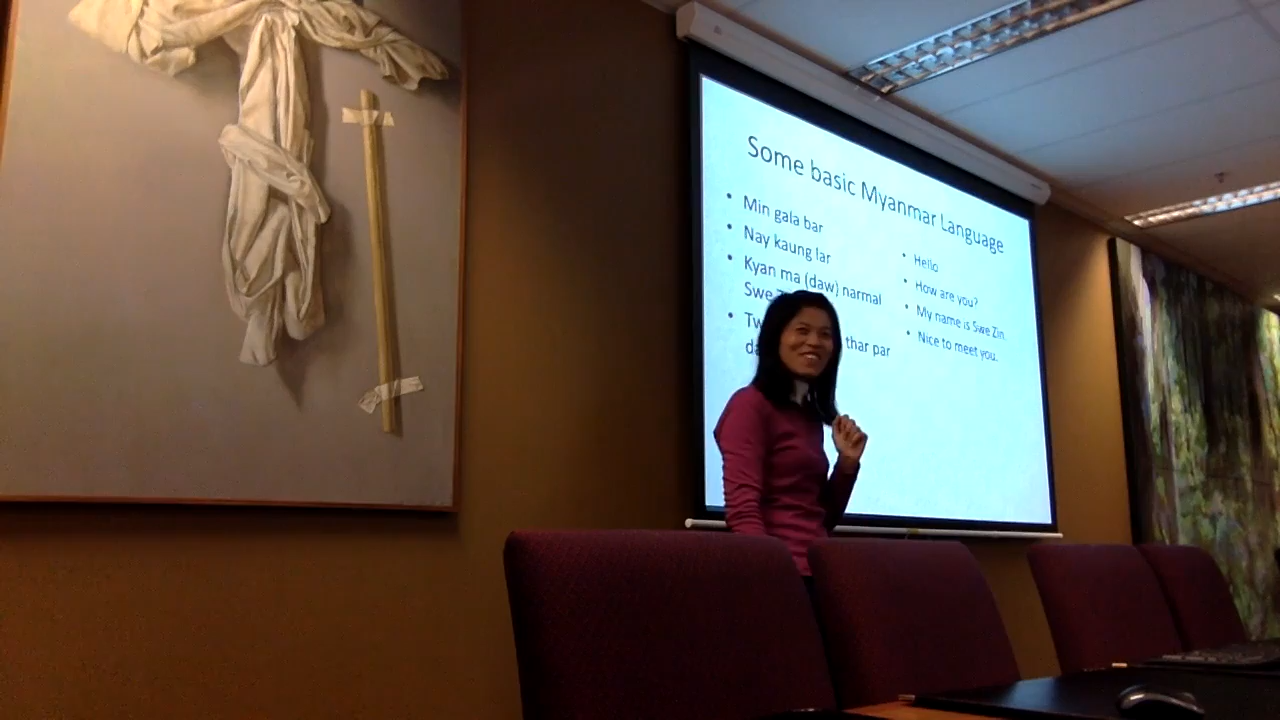 Some basic Myanmar Language
Min gala bar
Nay kaung lar
Kyan ma (daw) narmal
Swe
thar par
Hello
How are you?
My name is Swe Zin.
Nice to meet you.